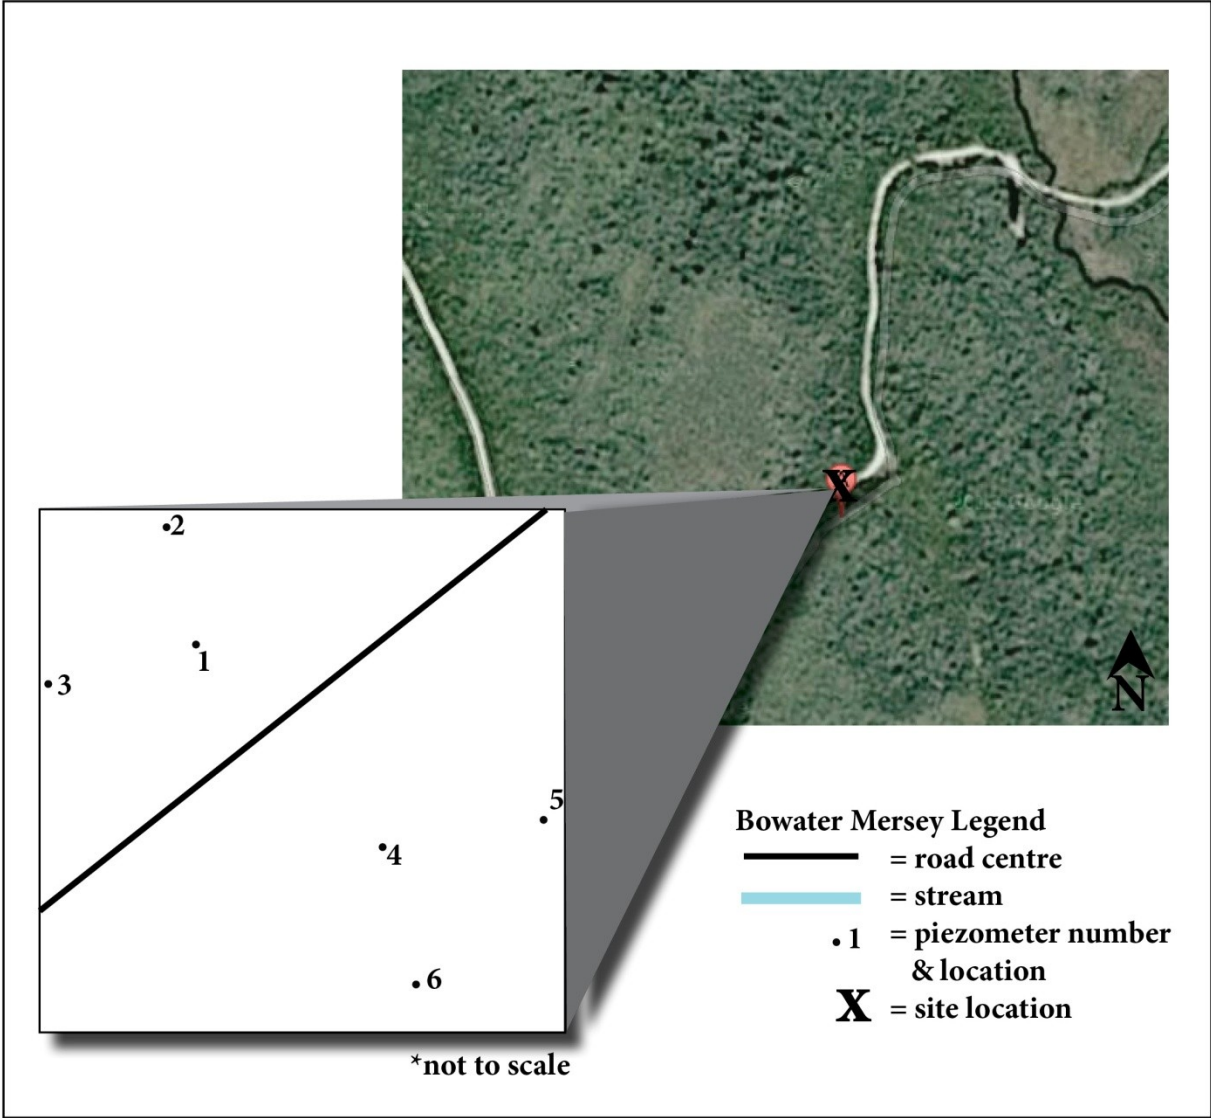 2
1
3
5
4
6
*not to scale
X
N
Bowater Mersey Legend
= road centre
= stream
1 = piezometer number
& location
X = site location